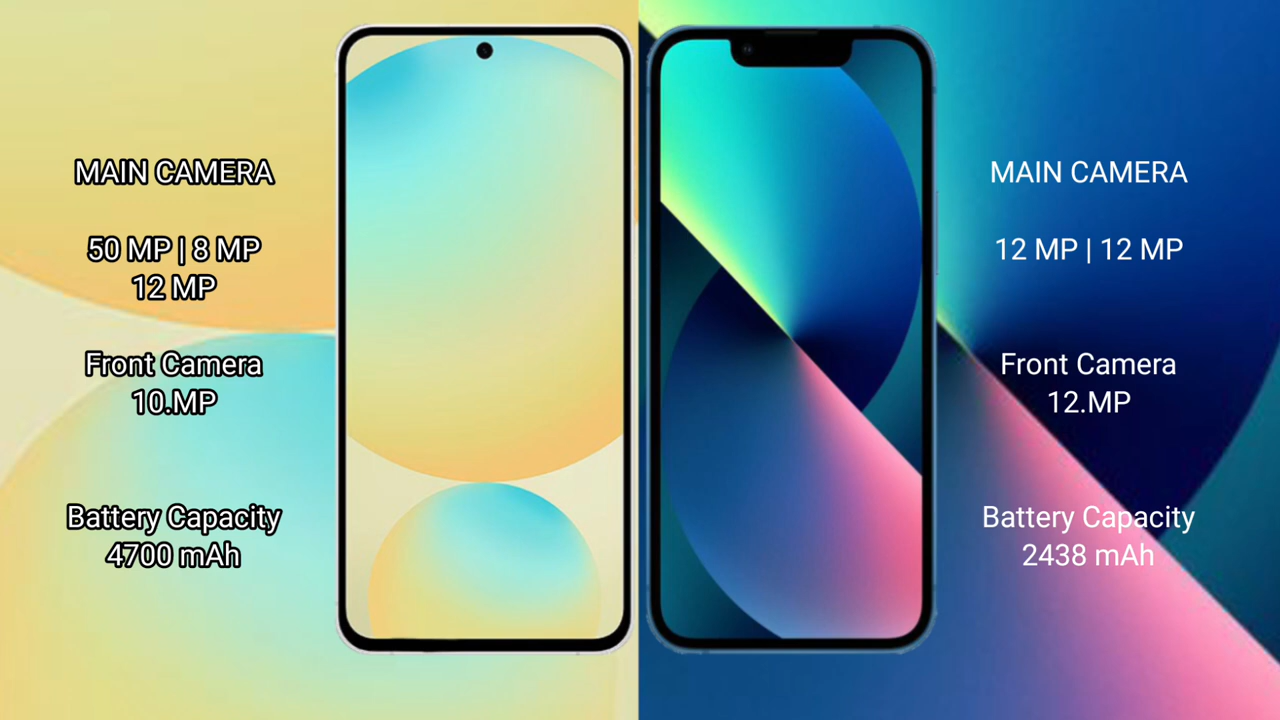 MAIN CAMERA
50 MP | 8 MP
12 MP
Front Camera
10.MP
Battery Capacity
4700 mAh
MAIN CAMERA
12 MP | 12 MP
Front Camera
12.MP
Battery Capacity
2438 mAh